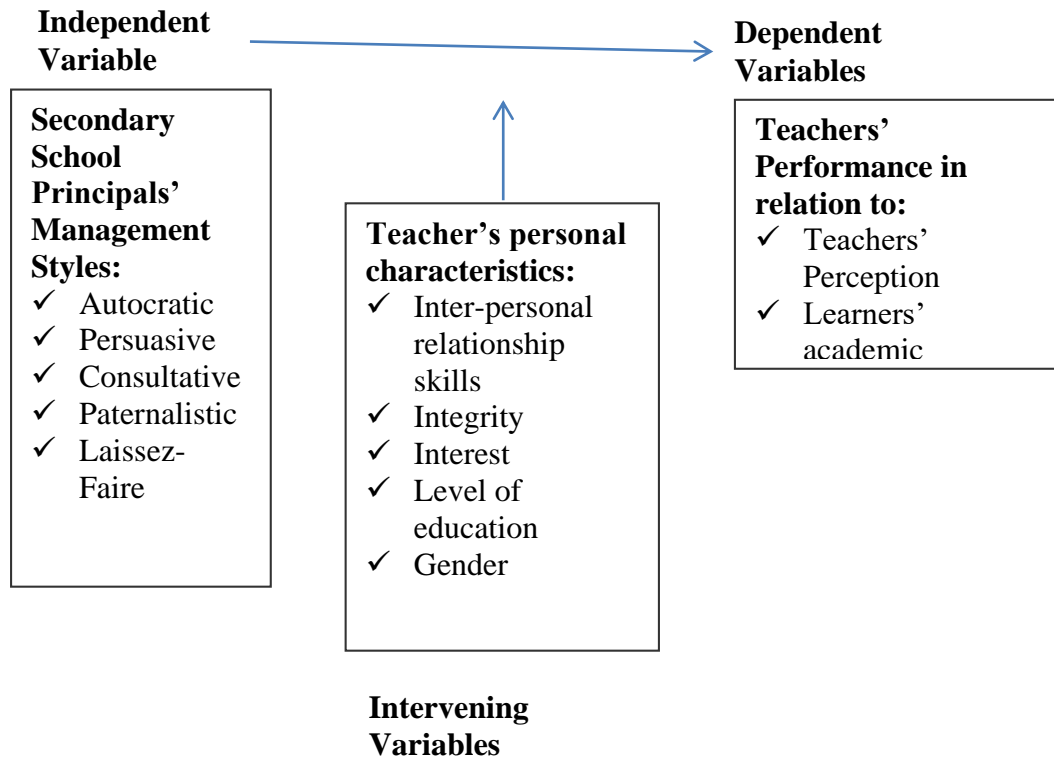 Independent
Variable
Dependent
Variables
Secondary
School
Principals’
Management
Styles:
✓ Autocratic
✓ Persuasive
✓ Consultative
✓ Paternalistic
✓ Laissez-
Faire
Teacher’s personal
characteristics:
✓ Inter-personal
relationship
skills
✓ Integrity
✓ Interest
✓ Level of
education
✓ Gender
Teachers’
Performance in
relation to:
✓ Teachers’
Perception
✓ Learners’
academic
Intervening
Variables